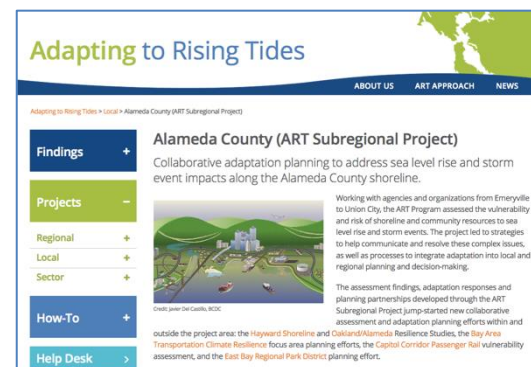 Adapting to Rising Tides
ABOUT US ART APPROACH NEWS
Adapting to Rising Tides > Local > Alameda County (ART Subregional Project)
Findings +
Projects −
Regional +
Local +
Sector +
How-To +
Help Desk >
Alameda County (ART Subregional Project)
Collaborative adaptation planning to address sea level rise and storm
event impacts along the Alameda County shoreline.
Credit: Javier Del Castillo, BCDC
Working with agencies and organizations from Emeryville
to Union City, the ART Program assessed the vulnerability
and risk of shoreline and community resources to sea
level rise and storm events. The project led to strategies
to help communicate and resolve these complex issues,
as well as processes to integrate adaptation into local and
regional planning and decision-making.
The assessment findings, adaptation responses and
planning partnerships developed through the ART
Subregional Project jump-started new collaborative
assessment and adaptation planning efforts within and
outside the project area: the Hayward Shoreline and Oakland/Alameda Resilience Studies, the Bay Area
Transportation Climate Resilience focus area planning efforts, the Capitol Corridor Passenger Rail vulnerability
assessment, and the East Bay Regional Park District planning effort.